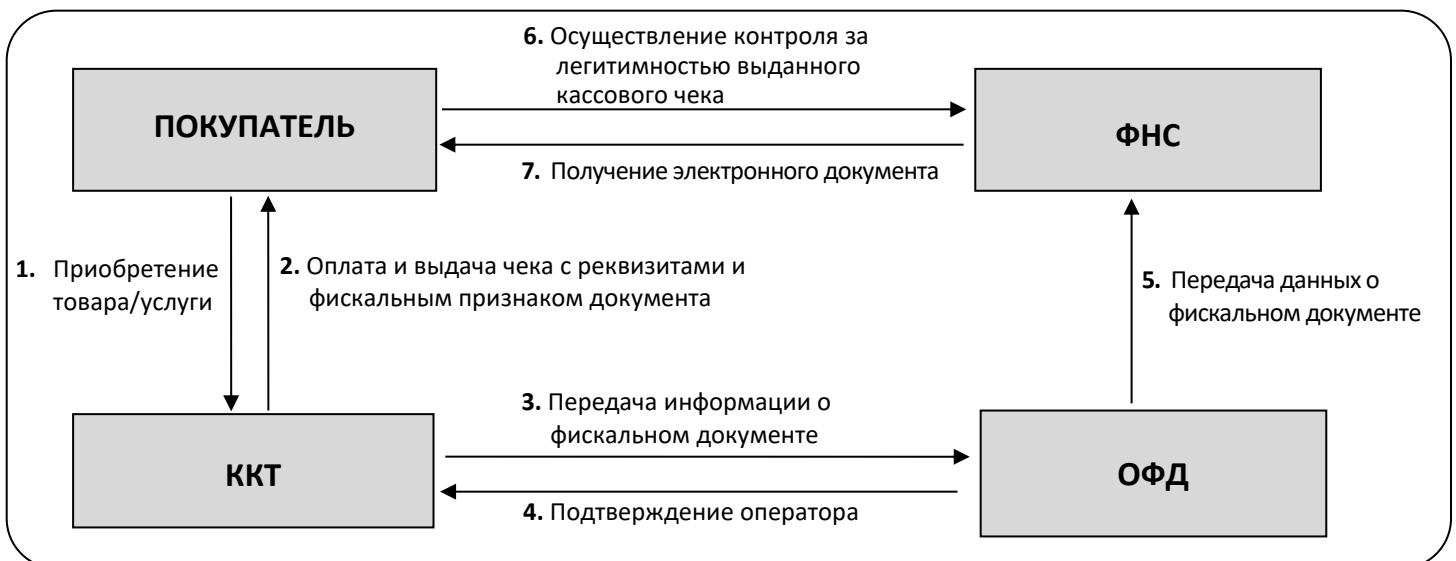 6. Осуществление контроля за
легитимностью выданного
кассового чека
ПОКУПАТЕЛЬ
ФНС
7. Получение электронного документа
1. Приобретение
товара/услуги
2. Оплата и выдача чека с реквизитами и
фискальным признаком документа
5. Передача данных о
фискальном документе
3. Передача информации о
фискальном документе
ККТ
ОФД
4. Подтверждение оператора